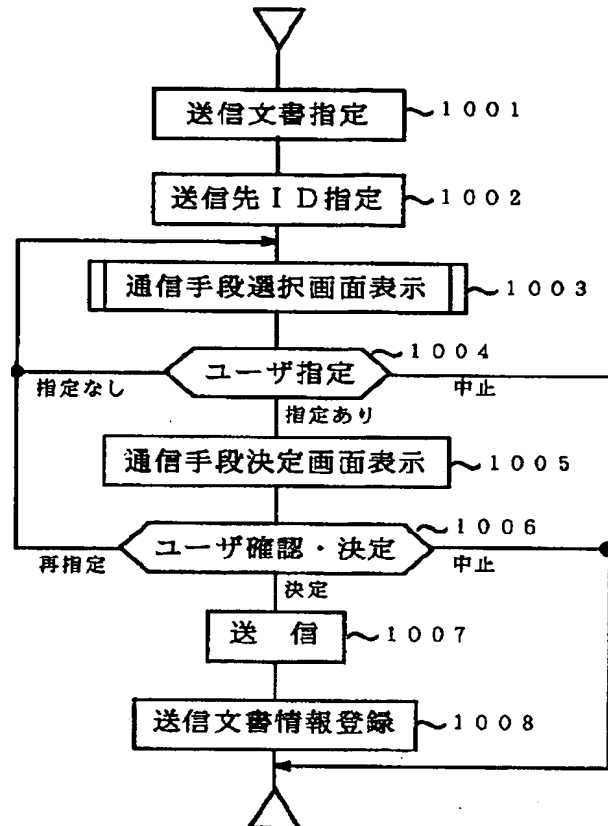 送信文書指定 1001
送信先ID指定 1002
通信手段選択画面表示 1003
ユーザ指定 1004
指定なし 中止
指定あり
通信手段決定画面表示 1005
ユーザ確認・決定 1006
再指定 中止
決定
送 信 1007
送信文書情報登録 1008